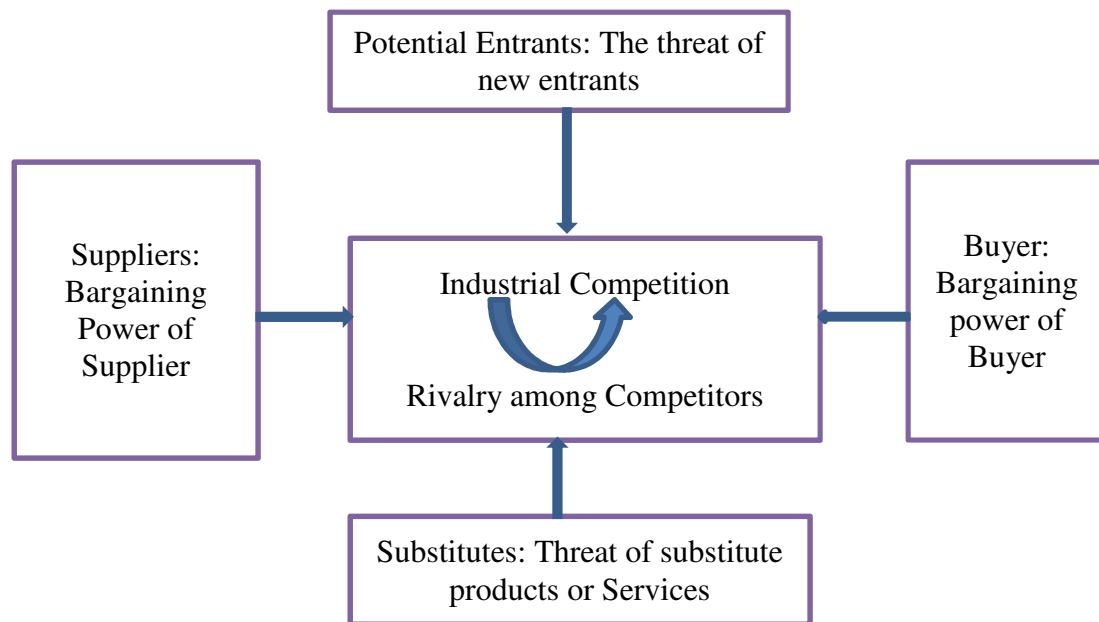 Potential Entrants: The threat of
new entrants
Suppliers:
Bargaining
Power of
Supplier
Industrial Competition
Rivalry among Competitors
Buyer:
Bargaining
power of
Buyer
Substitutes: Threat of substitute
products or Services